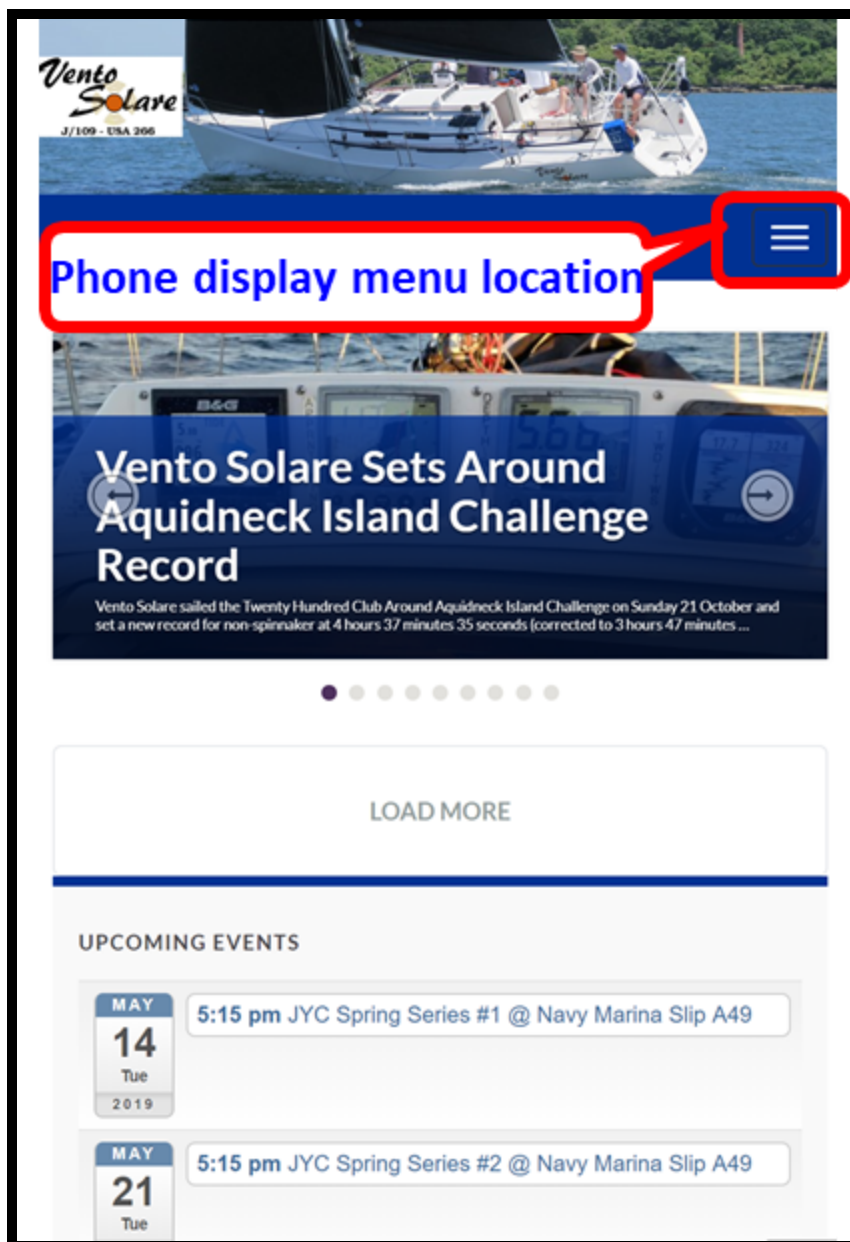 Vento
Solare
J/109 - USA 266
Vento
Solare
Phone display menu location
B&G
Vento Solare Sets Around
Aquidneck Island Challenge
Record
Vento Solare sailed the Twenty Hundred Club Around Aquidneck Island Challenge on Sunday 21 October and
set a new record for non-spinnaker at 4 hours 37 minutes 35 seconds (corrected to 3 hours 47 minutes ...
LOAD MORE
UPCOMING EVENTS
MAY
14
Tue
2019
5:15 pm JYC Spring Series #1 @ Navy Marina Slip A49
MAY
21
Tue
5:15 pm JYC Spring Series #2 @ Navy Marina Slip A49